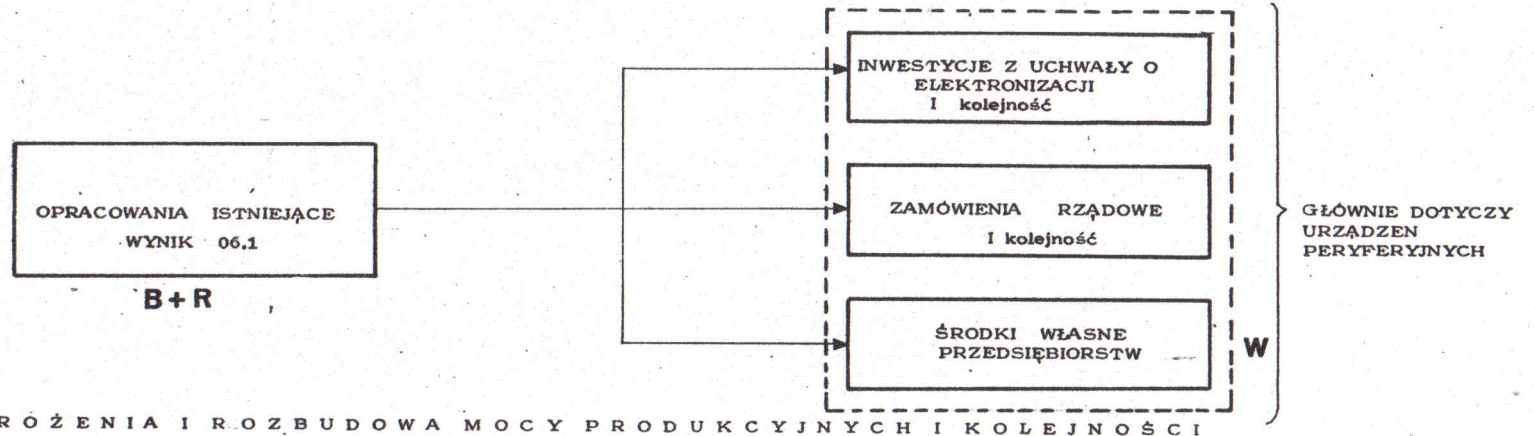 OPRACOWANIA ISTNIEJĄCE
WYNIK 06.1
B+R
INWESTYCJE Z UCHWAŁY O
ELEKTRONIZACJI
I kolejność
ZAMÓWIENIA RZĄDOWE
I kolejność
ŚRODKI WŁASNE
PRZEDSIĘBIORSTW
W
GŁÓWNIE DOTYCZY
URZĄDZEN
PERYFERYJNYCH
ROŻENIA I ROZBUDOWA MOCY PRODUKCYJNYCH I KOLEJNOŚCI